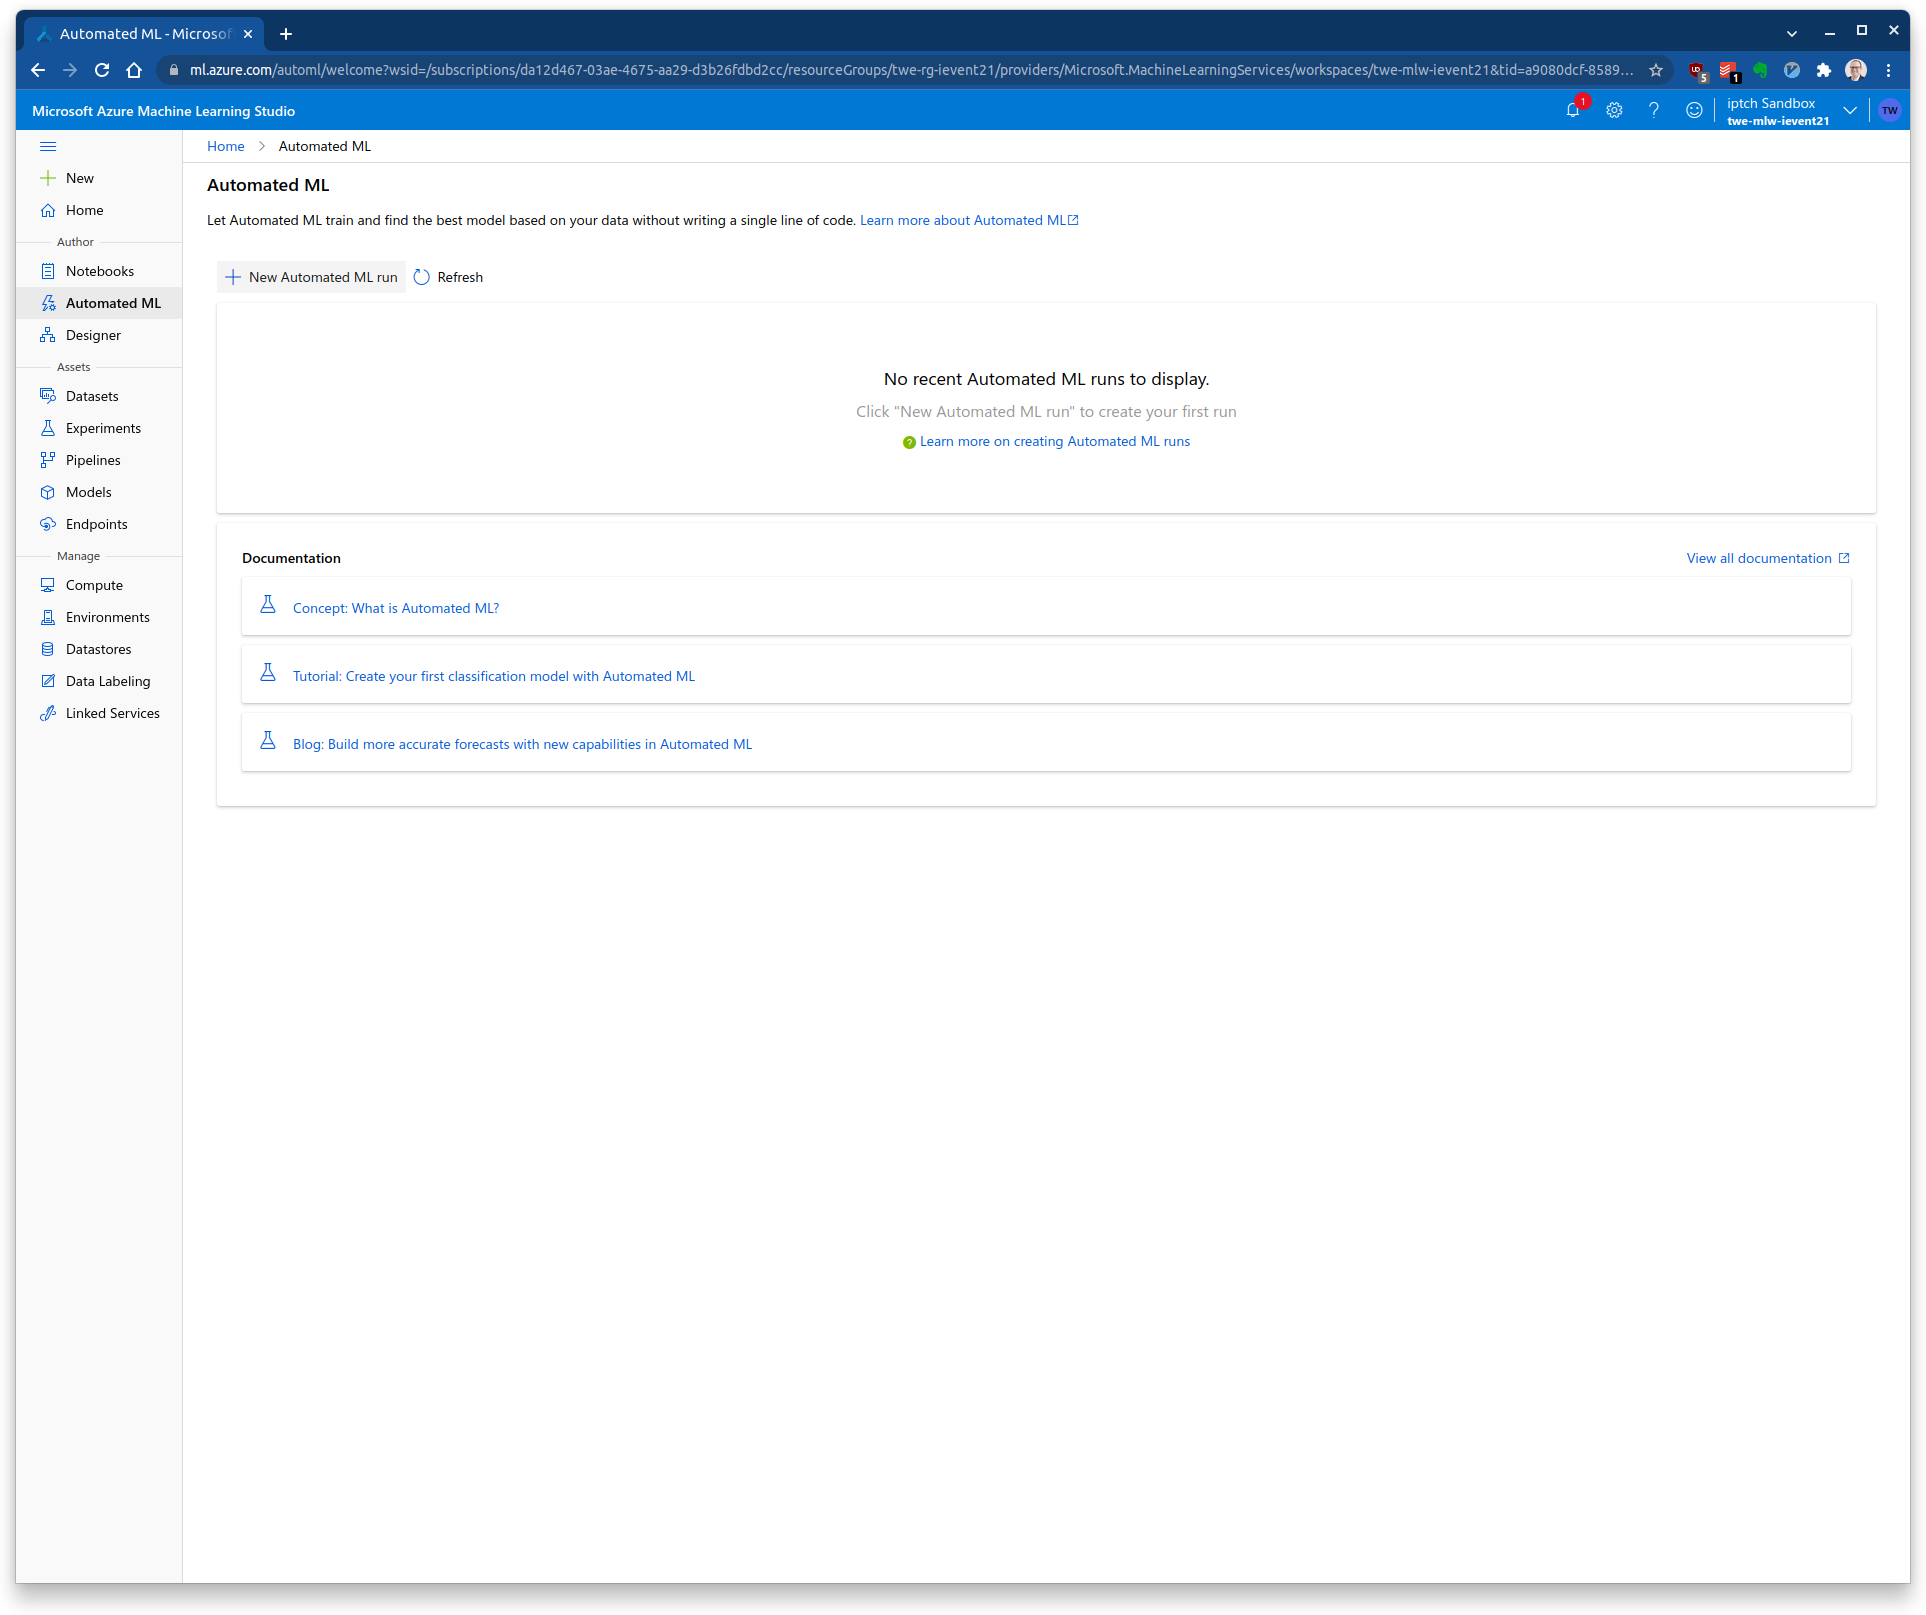 Automated ML - Microsof
ml.azure.com/automl/welcome?wsid=/subscriptions/da12d467-03ae-4675-aa29-d3b26fdbd2cc/resourceGroups/twe-rg-ievent21/providers/Microsoft.MachineLearningServices/workspaces/twe-mlw-ievent21&tid=a9080dcf-8589...
5
1
Microsoft Azure Machine Learning Studio
1
iptch Sandbox
twe-mlw-ievent21
TW
Home > Automated ML
New
Home
Author
Notebooks
Automated ML
Designer
Assets
Datasets
Experiments
Pipelines
Models
Endpoints
Manage
Compute
Environments
Datastores
Data Labeling
Linked Services
Automated ML
Let Automated ML train and find the best model based on your data without writing a single line of code. Learn more about Automated ML
New Automated ML run Refresh
No recent Automated ML runs to display.
Click "New Automated ML run" to create your first run
? Learn more on creating Automated ML runs
Documentation
View all documentation
Concept: What is Automated ML?
Tutorial: Create your first classification model with Automated ML
Blog: Build more accurate forecasts with new capabilities in Automated ML